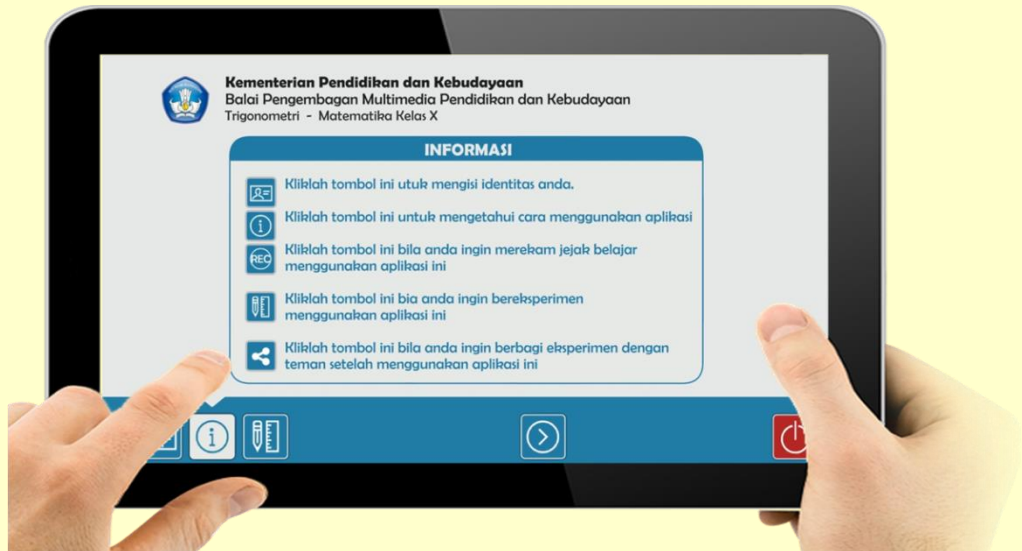 Kementerian Pendidikan dan Kebudayaan
Balai Pengembagan Multimedia Pendidikan dan Kebudayaan
Trigonometri - Matematika Kelas X
INFORMASI
Kliklah tombol ini utuk mengisi identitas anda.
Kliklah tombol ini untuk mengetahui cara menggunakan aplikasi
REC
Kliklah tombol ini bila anda ingin merekam jejak belajar
menggunakan aplikasi ini
Kliklah tombol ini bia anda ingin bereksperimen
menggunakan aplikasi ini
Kliklah tombol ini bila anda ingin berbagi eksperimen dengan
teman setelah menggunakan aplikasi ini